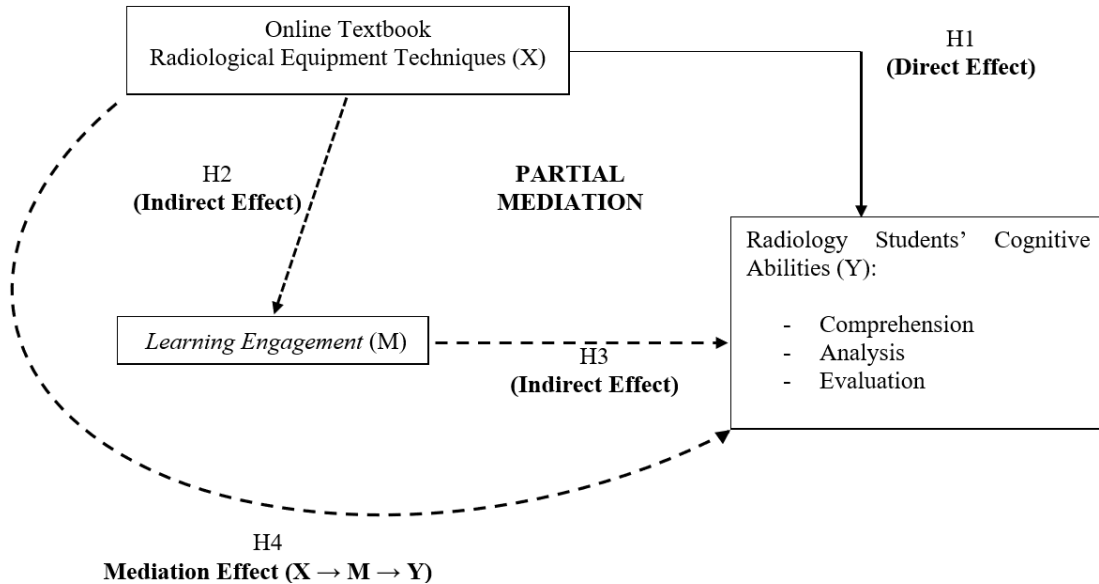 Online Textbook
Radiological Equipment Techniques (X)
H1
(Direct Effect)
H2
(Indirect Effect)
PARTIAL
MEDIATION
Radiology Students’ Cognitive
Abilities (Y):
- Comprehension
- Analysis
- Evaluation
Learning Engagement (M)
H3
(Indirect Effect)
H4
Mediation Effect (X → M → Y)